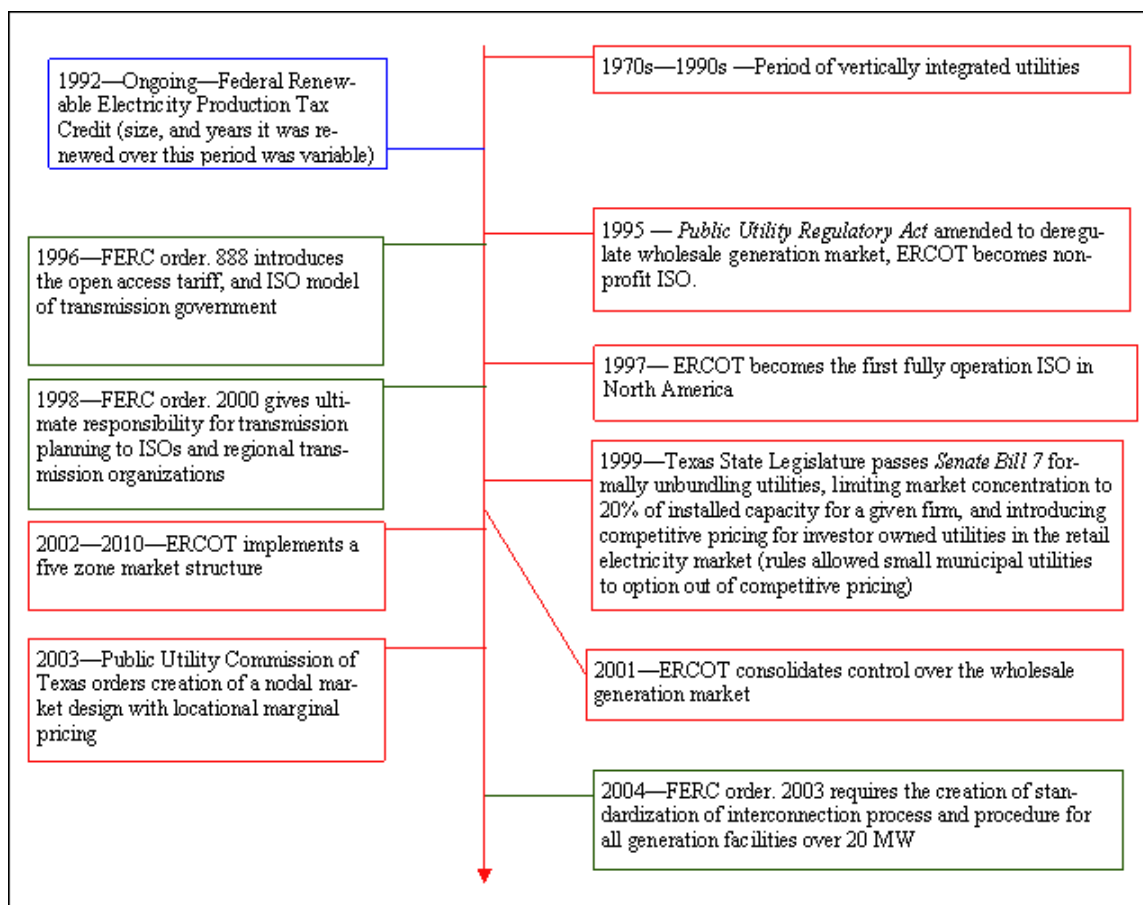 1970s—1990s —Period of vertically integrated utilities
1992—Ongoing—Federal Renew-
able Electricity Production Tax
Credit (size, and years it was re-
newed over this period was variable)
1995 — Public Utility Regulatory Act amended to deregu-
late wholesale generation market, ERCOT becomes non-
profit ISO.
1996—FERC order. 888 introduces
the open access tariff, and ISO model
of transmission government
1997— ERCOT becomes the first fully operation ISO in
North America
1998—FERC order. 2000 gives ulti-
mate responsibility for transmission
planning to ISOs and regional trans-
mission organizations
1999—Texas State Legislature passes Senate Bill 7 for-
mally unbundling utilities, limiting market concentration to
20% of installed capacity for a given firm, and introducing
competitive pricing for investor owned utilities in the retail
electricity market (rules allowed small municipal utilities
to option out of competitive pricing)
2002—2010—ERCOT implements a
five zone market structure
2001—ERCOT consolidates control over the wholesale
generation market
2003—Public Utility Commission of
Texas orders creation of a nodal mar-
ket design with locational marginal
pricing
2004—FERC order. 2003 requires the creation of stan-
dardization of interconnection process and procedure for
all generation facilities over 20 MW